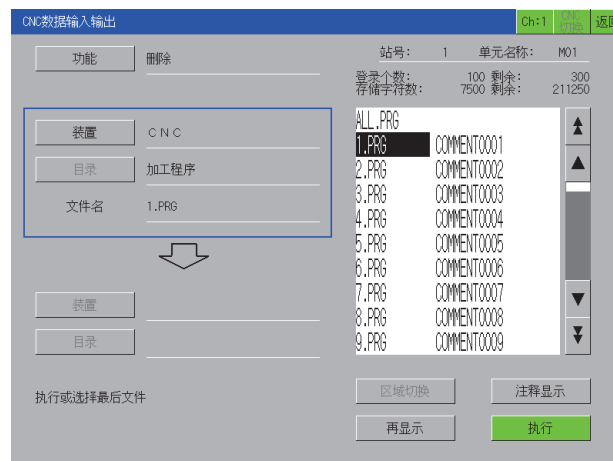 CNC数据输入输出 Ch:1 CNC切换 返回
功能 删除
站号: 1 单元名称: M01
登录个数: 100 剩余: 300
存储字符数: 7500 剩余: 211250
装置 CNC
目录 加工程序
文件名 1.PRG
ALL.PRG
1.PRG COMMENT0001
2.PRG COMMENT0002
3.PRG COMMENT0003
4.PRG COMMENT0004
5.PRG COMMENT0005
6.PRG COMMENT0006
7.PRG COMMENT0007
8.PRG COMMENT0008
9.PRG COMMENT0009
装置
目录
执行或选择最后文件
区域切换 注释显示
再显示 执行